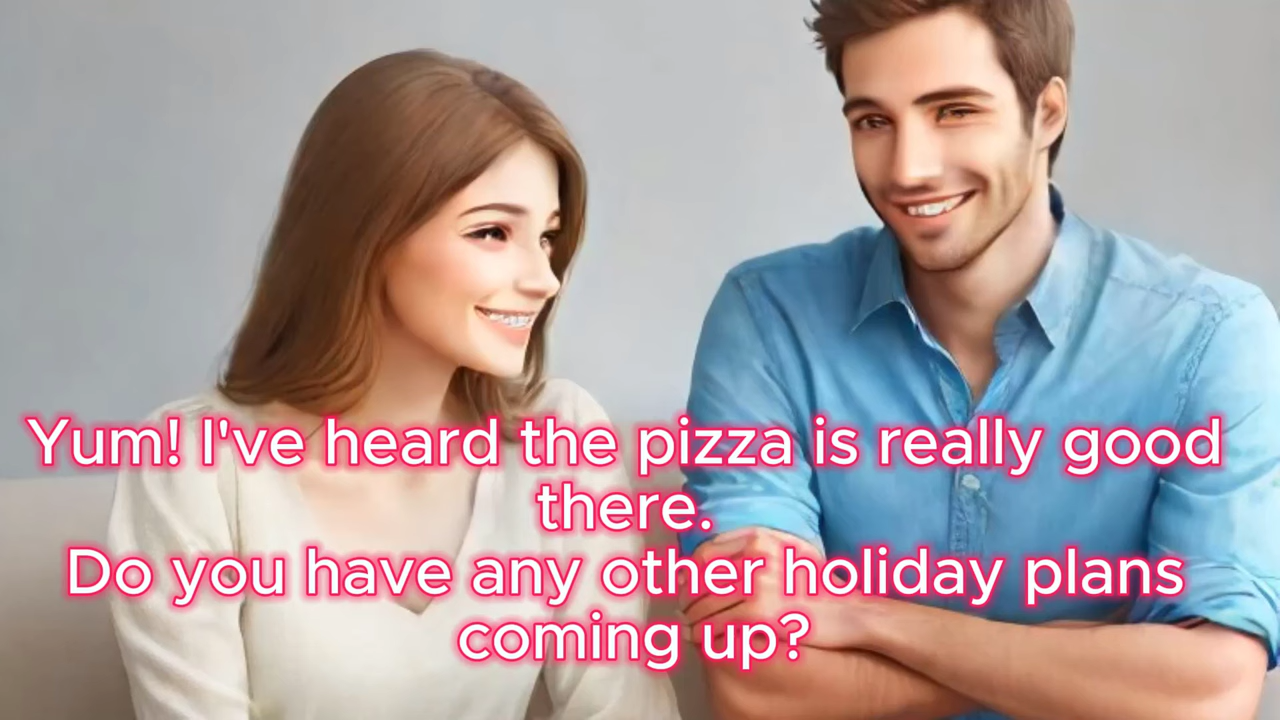 Yum! I've heard the pizza is really good
there.
Do you have any other holiday plans
coming up?